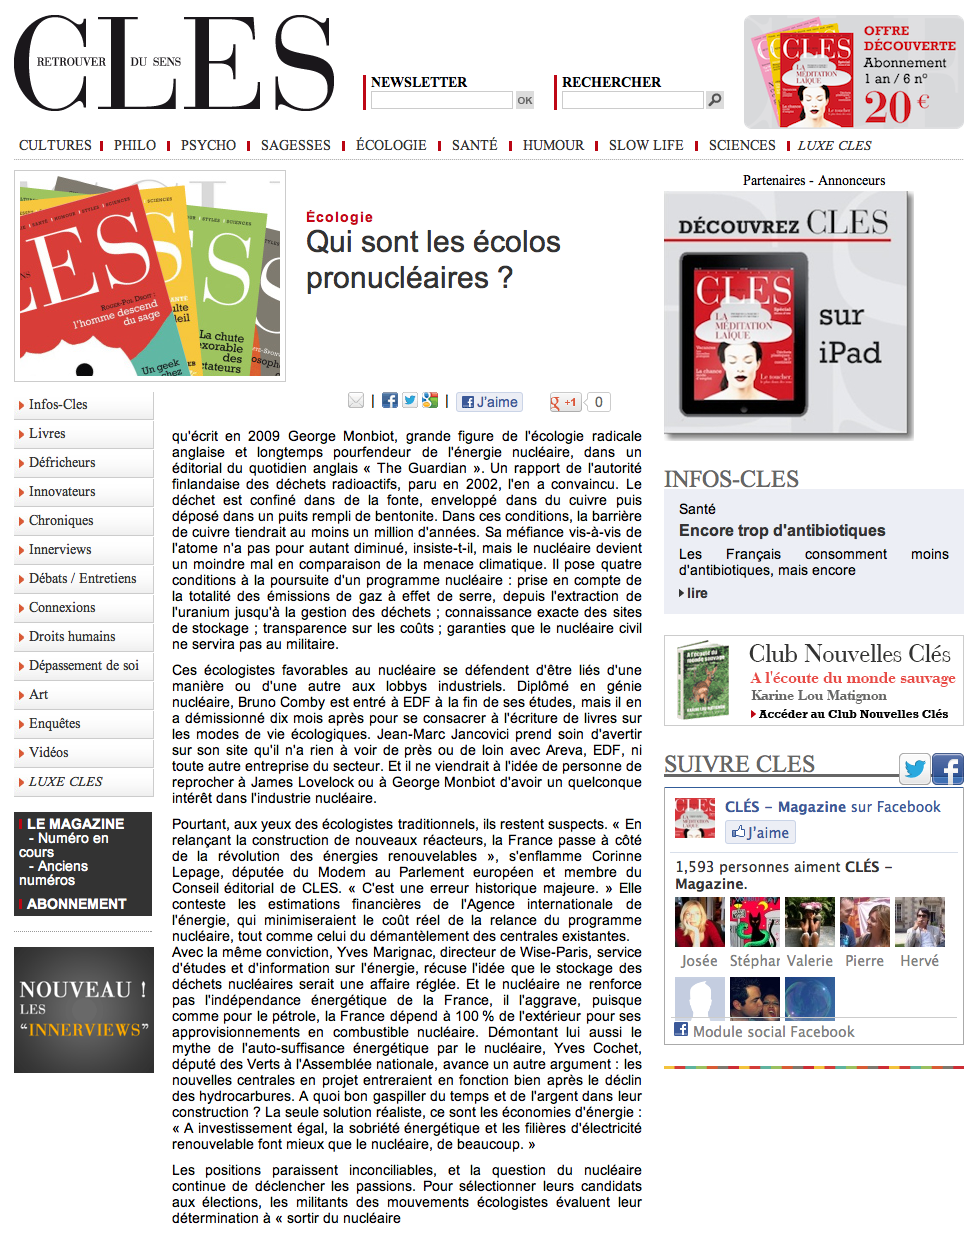 CLES
RETROUVER DU SENS
NEWSLETTER
OK
RECHERCHER
CLES
LA MÉDITATION LAÏQUE
OFFRE
DÉCOUVERTE
Abonnement
1 an / 6 nº
20 €
CULTURES PHILO PSYCHO SAGESSES ÉCOLOGIE SANTÉ HUMOUR SLOW LIFE SCIENCES LUXE CLES
ROGER-POL DROIT :
l'homme descend
du sage
Un geek
chez
La chute
des
Écologie
Qui sont les écolos
pronucléaires ?
J'aime
+1
0
Infos-Cles
Livres
Défricheurs
Innovateurs
Chroniques
Innerviews
Débats / Entretiens
Connexions
Droits humains
Dépassement de soi
Art
Enquêtes
Vidéos
LUXE CLES
LE MAGAZINE
- Numéro en
cours
- Anciens
numéros
ABONNEMENT
NOUVEAU !
LES
"INNERVIEWS"
qu'écrit en 2009 George Monbiot, grande figure de l'écologie radicale
anglaise et longtemps pourfendeur de l'énergie nucléaire, dans un
éditorial du quotidien anglais « The Guardian ». Un rapport de l'autorité
finlandaise des déchets radioactifs, paru en 2002, l'en a convaincu. Le
déchet est confiné dans de la fonte, enveloppé dans du cuivre puis
déposé dans un puits rempli de bentonite. Dans ces conditions, la barrière
de cuivre tiendrait au moins un million d'années. Sa méfiance vis-à-vis de
l'atome n'a pas pour autant diminué, insiste-t-il, mais le nucléaire devient
un moindre mal en comparaison de la menace climatique. Il pose quatre
conditions à la poursuite d'un programme nucléaire : prise en compte de
la totalité des émissions de gaz à effet de serre, depuis l'extraction de
l'uranium jusqu'à la gestion des déchets ; connaissance exacte des sites
de stockage ; transparence sur les coûts ; garanties que le nucléaire civil
ne servira pas au militaire.
Ces écologistes favorables au nucléaire se défendent d'être liés d'une
manière ou d'une autre aux lobbys industriels. Diplômé en génie
nucléaire, Bruno Comby est entré à EDF à la fin de ses études, mais il en
a démissionné dix mois après pour se consacrer à l'écriture de livres sur
les modes de vie écologiques. Jean-Marc Jancovici prend soin d'avertir
sur son site qu'il n'a rien à voir de près ou de loin avec Areva, EDF, ni
toute autre entreprise du secteur. Et il ne viendrait à l'idée de personne de
reprocher à James Lovelock ou à George Monbiot d'avoir un quelconque
intérêt dans l'industrie nucléaire.
Pourtant, aux yeux des écologistes traditionnels, ils restent suspects. « En
relançant la construction de nouveaux réacteurs, la France passe à côté
de la révolution des énergies renouvelables », s'enflamme Corinne
Lepage, députée du Modem au Parlement européen et membre du
Conseil éditorial de CLES. « C'est une erreur historique majeure. » Elle
conteste les estimations financières de l'Agence internationale de
l'énergie, qui minimiseraient le coût réel de la relance du programme
nucléaire, tout comme celui du démantèlement des centrales existantes.
Avec la même conviction, Yves Marignac, directeur de Wise-Paris, service
d'études et d'information sur l'énergie, récuse l'idée que le stockage des
déchets nucléaires serait une affaire réglée. Et le nucléaire ne renforce
pas l'indépendance énergétique de la France, il l'aggrave, puisque
comme pour le pétrole, la France dépend à 100 % de l'extérieur pour ses
approvisionnements en combustible nucléaire. Démontant lui aussi le
mythe de l'auto-suffisance énergétique par le nucléaire, Yves Cochet,
député des Verts à l'Assemblée nationale, avance un autre argument : les
nouvelles centrales en projet entreraient en fonction bien après le déclin
des hydrocarbures. A quoi bon gaspiller du temps et de l'argent dans leur
construction ? La seule solution réaliste, ce sont les économies d'énergie :
« A investissement égal, la sobriété énergétique et les filières d'électricité
renouvelable font mieux que le nucléaire, de beaucoup. »
Les positions paraissent inconciliables, et la question du nucléaire
continue de déclencher les passions. Pour sélectionner leurs candidats
aux élections, les militants des mouvements écologistes évaluent leur
détermination à « sortir du nucléaire
Partenaires - Annonceurs
DÉCOUVREZ CLES
CLES
LA
MÉDITATION
LAÏQUE
Le toucher,
sur
iPad
INFOS-CLES
Santé
Encore trop d'antibiotiques
Les Français consomment moins
d'antibiotiques, mais encore
lire
Club Nouvelles Clés
A l'écoute du monde sauvage
Karine Lou Matignon
Accéder au Club Nouvelles Clés
SUIVRE CLES
CLÉS – Magazine sur Facebook
J'aime
1,593 personnes aiment CLÉS –
Magazine.
Josée Stéphar Valerie Pierre Hervé
Module social Facebook